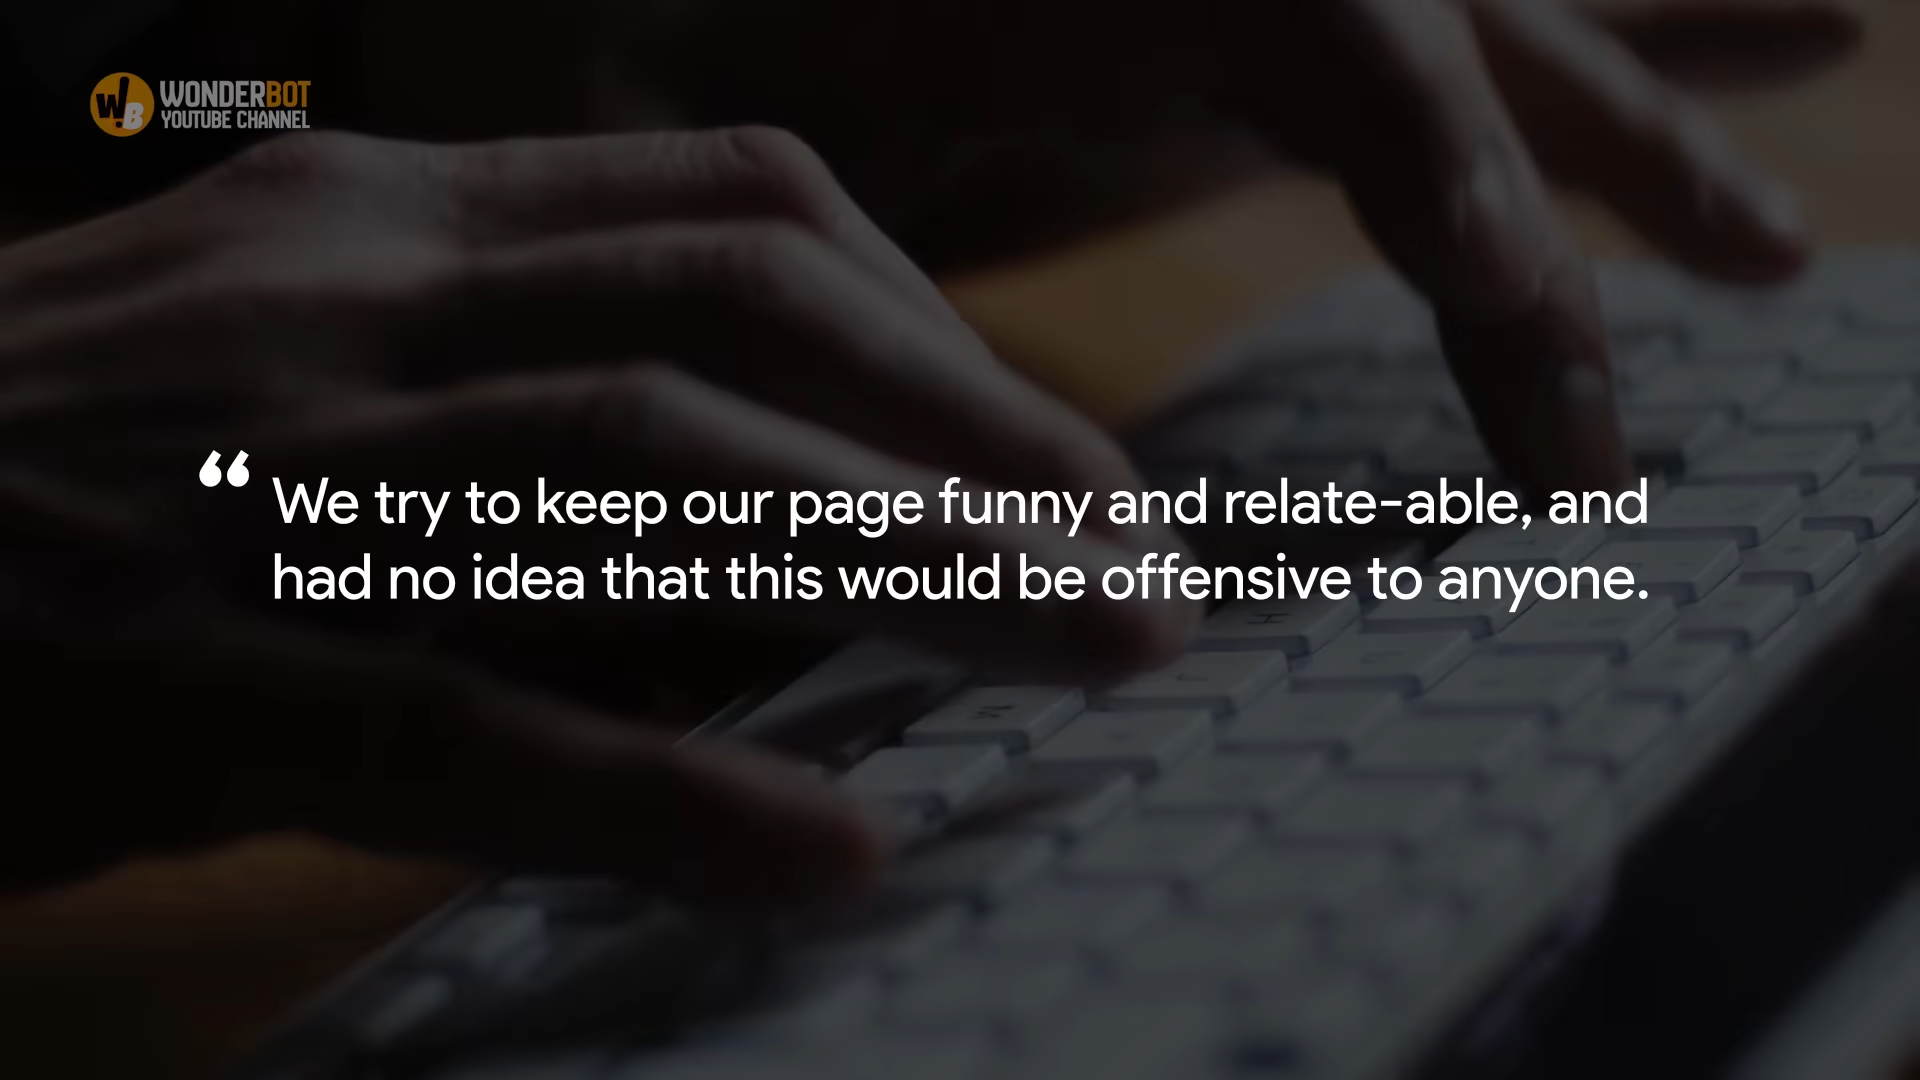 W!B WONDERBOT
YOUTUBE CHANNEL
“ We try to keep our page funny and relate-able, and
had no idea that this would be offensive to anyone.
H
M